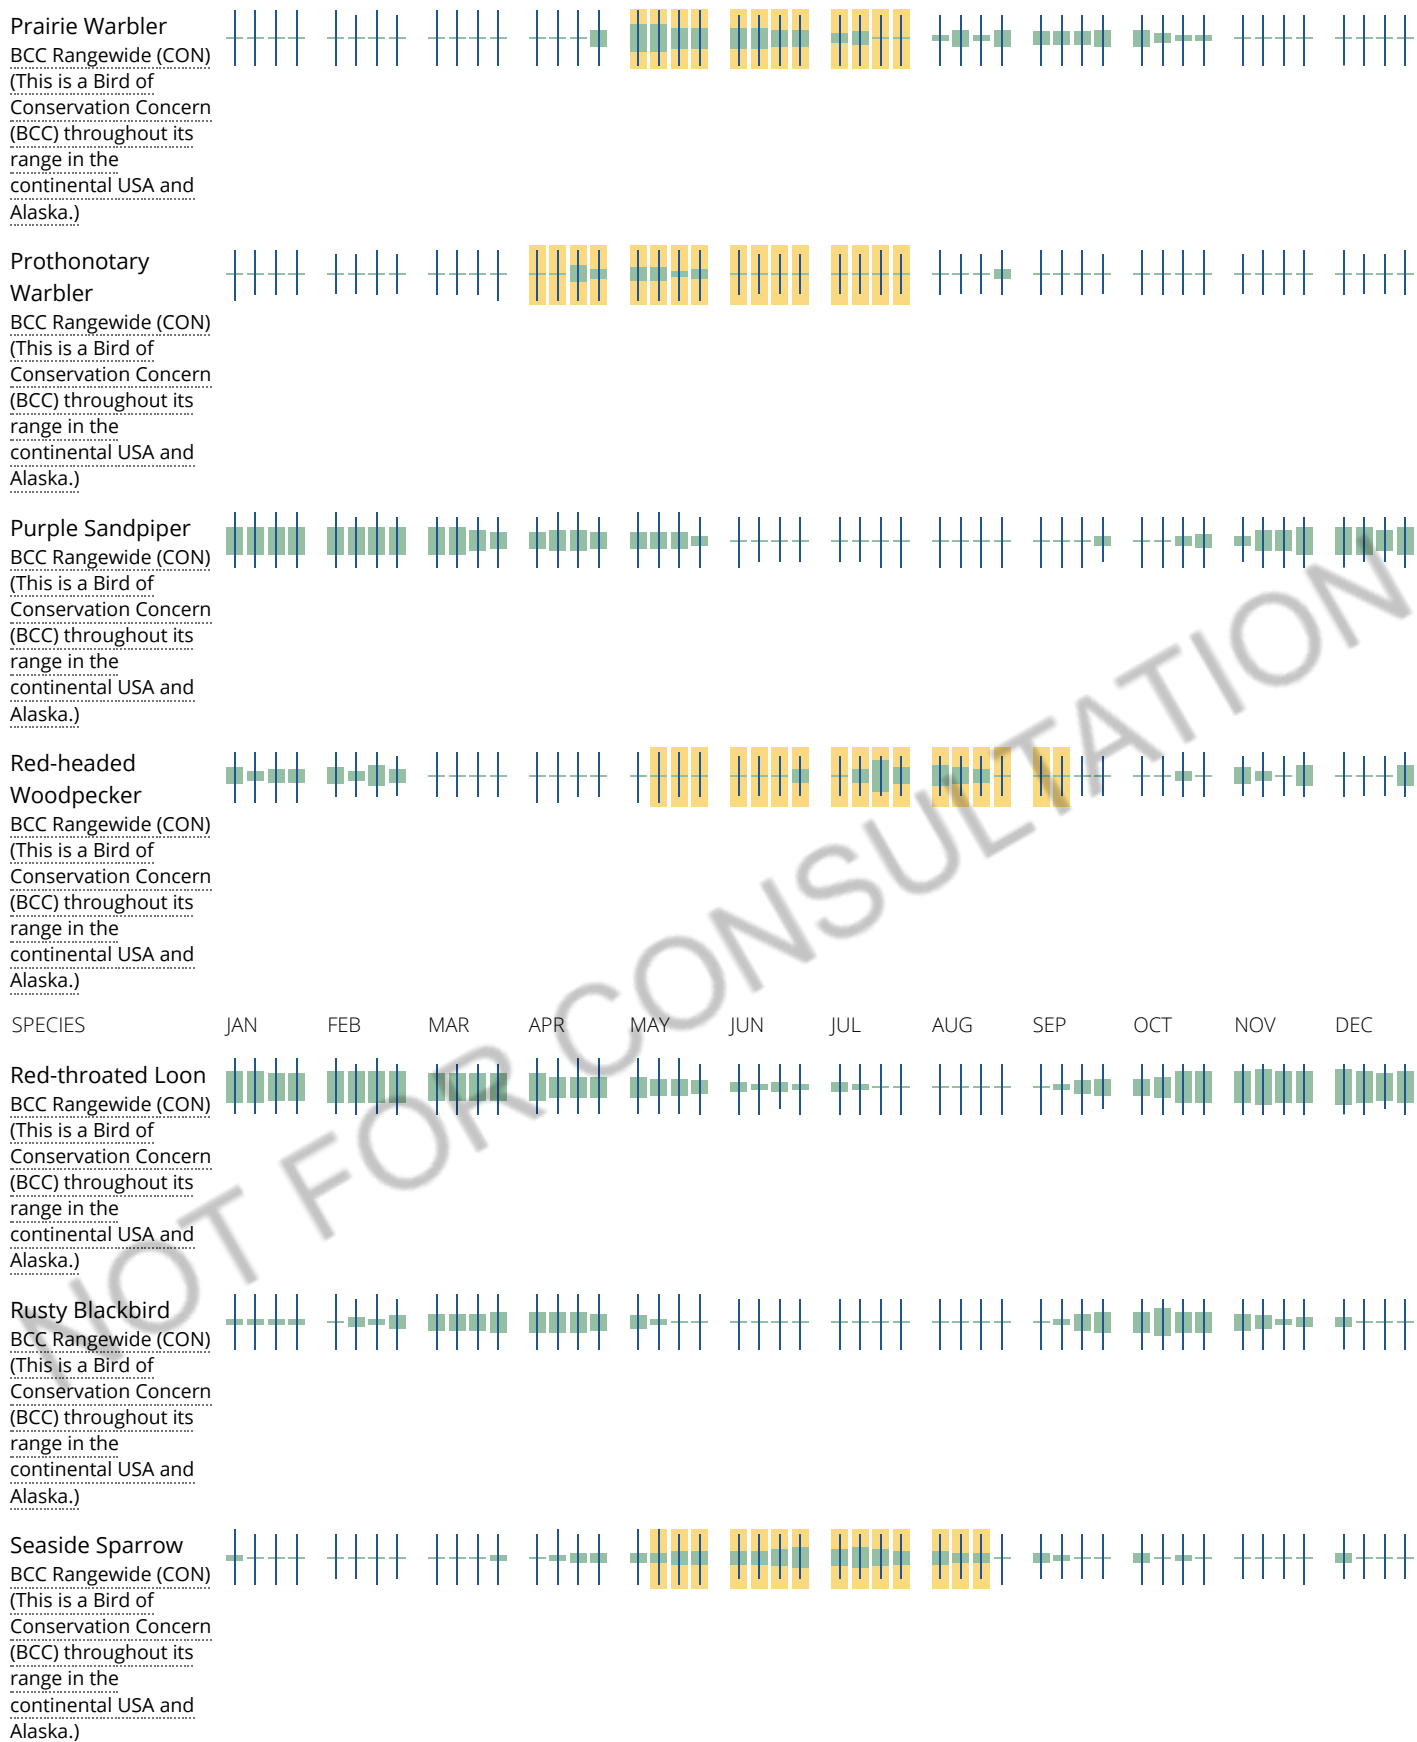 Prairie Warbler
BCC Rangewide (CON)
(This is a Bird of
Conservation Concern
(BCC) throughout its
range in the
continental USA and
Alaska.)
Prothonotary
Warbler
BCC Rangewide (CON)
(This is a Bird of
Conservation Concern
(BCC) throughout its
range in the
continental USA and
Alaska.)
Purple Sandpiper
BCC Rangewide (CON)
(This is a Bird of
Conservation Concern
(BCC) throughout its
range in the
continental USA and
Alaska.)
Red-headed
Woodpecker
BCC Rangewide (CON)
(This is a Bird of
Conservation Concern
(BCC) throughout its
range in the
continental USA and
Alaska.)
SPECIES JAN FEB MAR APR MAY JUN JUL AUG SEP OCT NOV DEC
Red-throated Loon
BCC Rangewide (CON)
(This is a Bird of
Conservation Concern
(BCC) throughout its
range in the
continental USA and
Alaska.)
Rusty Blackbird
BCC Rangewide (CON)
(This is a Bird of
Conservation Concern
(BCC) throughout its
range in the
continental USA and
Alaska.)
Seaside Sparrow
BCC Rangewide (CON)
(This is a Bird of
Conservation Concern
(BCC) throughout its
range in the
continental USA and
Alaska.)
NOT FOR CONSULTATION